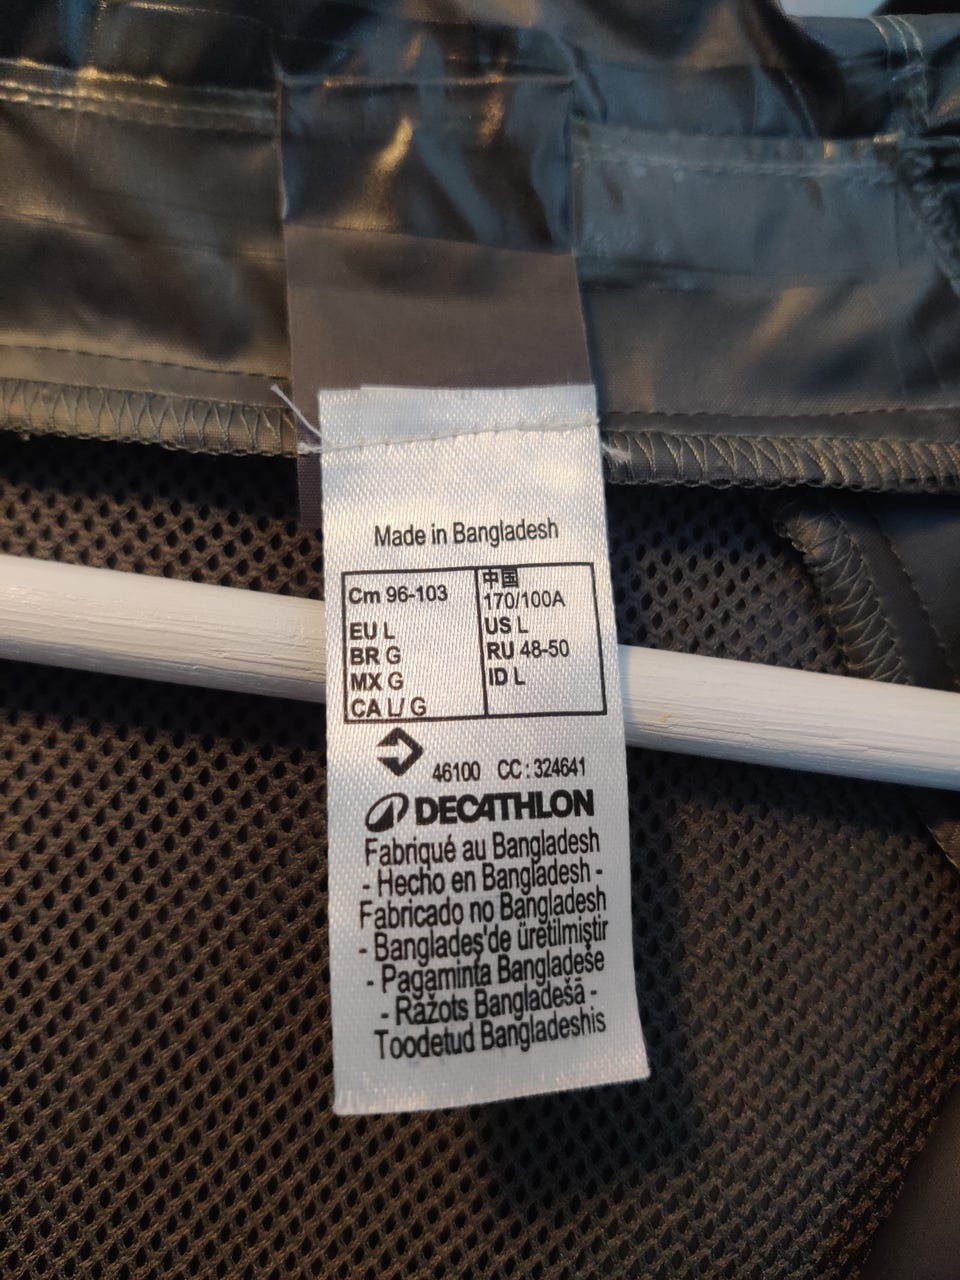 Made in Bangladesh
Cm 96-103
EU L
BR G
MX G
CA L/ G
中国
170/100A
US L
RU 48-50
ID L
46100 CC : 324641
DECATHLON
Fabriqué au Bangladesh
- Hecho en Bangladesh -
Fabricado no Bangladesh
- Bangladeş'de üretilmiştir
- Pagaminta Bangladeše
- Ražots Bangladešā -
Toodetud Bangladeshis